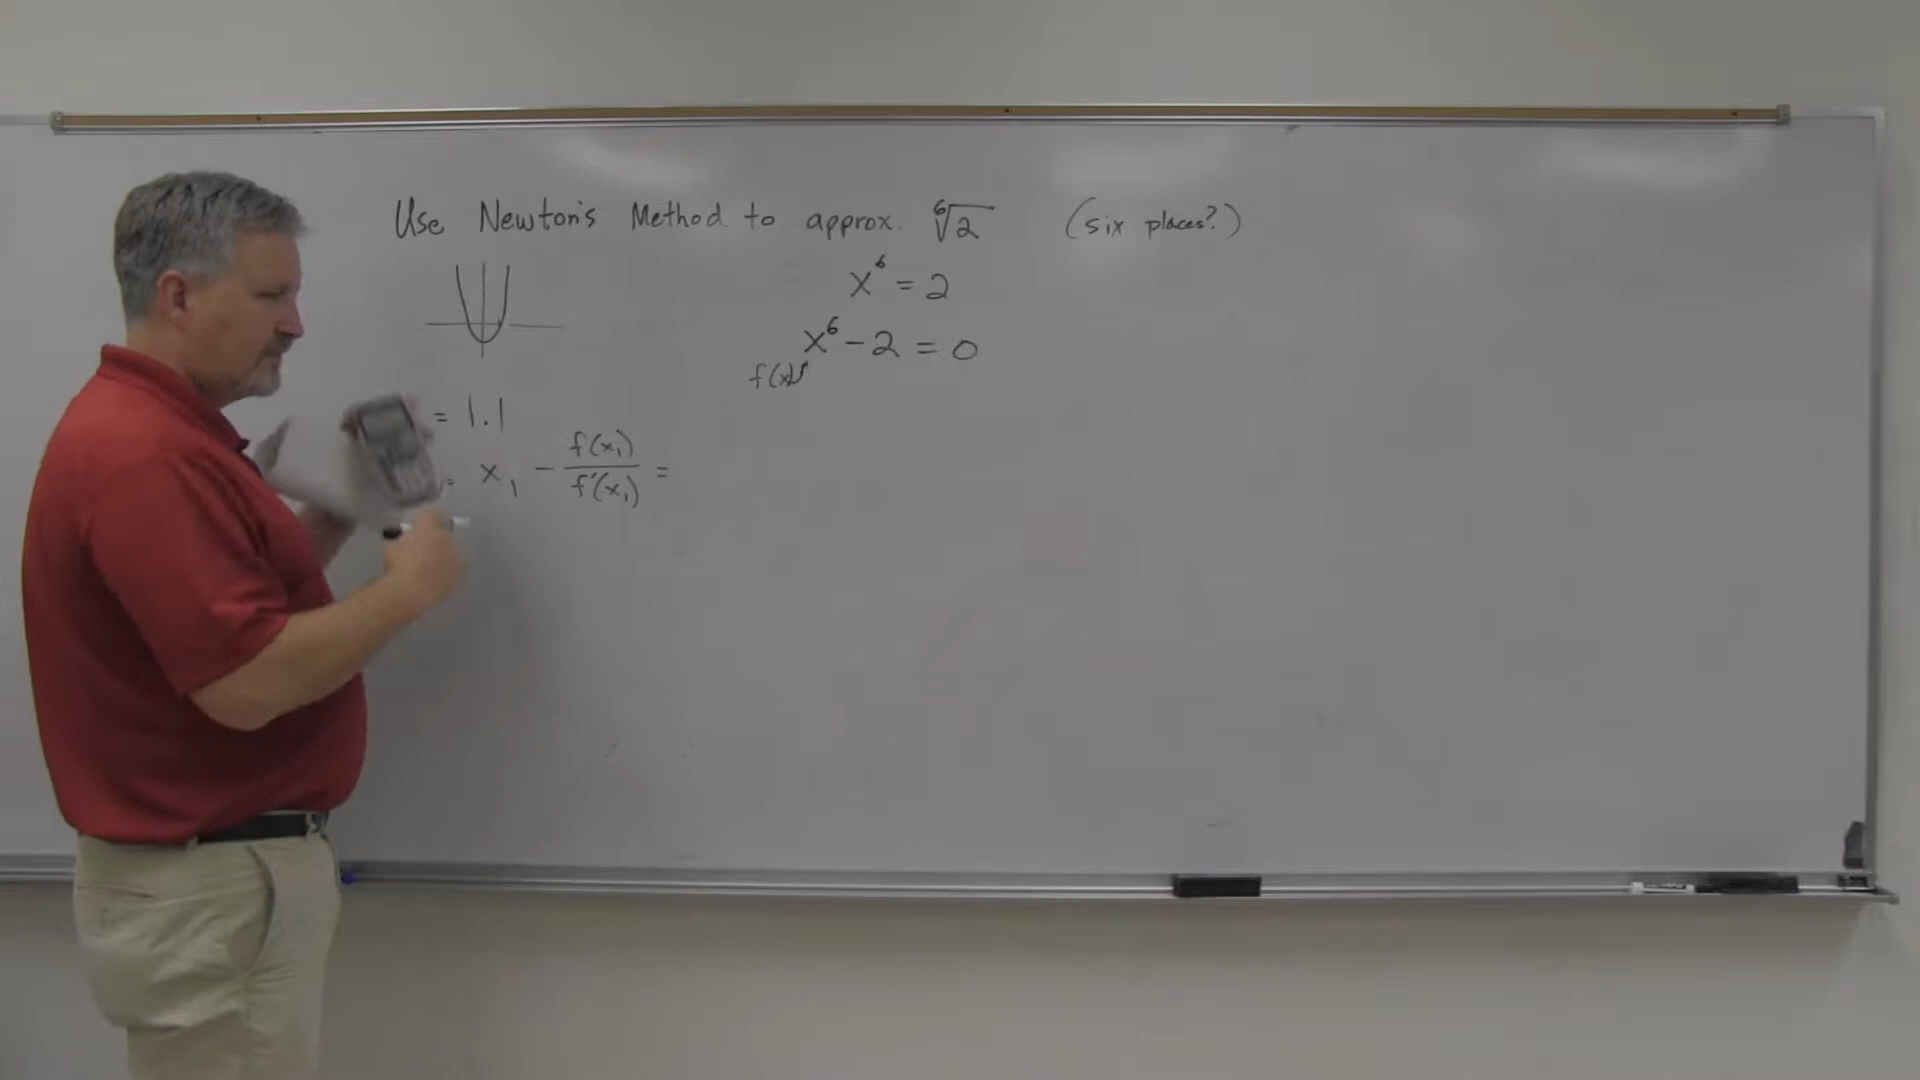 Use Newton's Method to approx. ⁶√2 (six places?)
x⁶ = 2
x⁶ - 2 = 0
f(x)
= 1.1
= x₁ - f(x₁)/f'(x₁) =